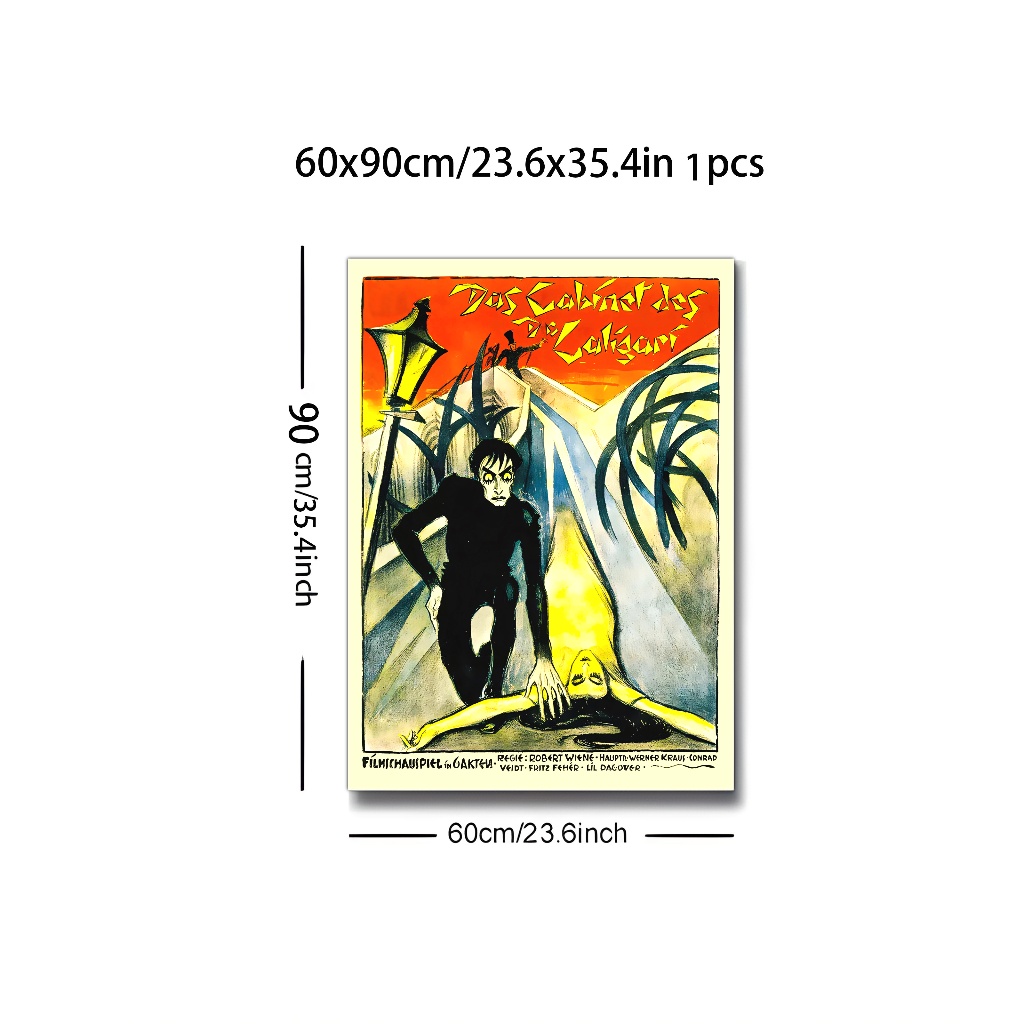 60x90cm/23.6x35.4in 1pcs
90 cm/35.4inch
Das Cabinet des
Dr. Caligari
FILMSCHAUSPIEL in 6 AKTEN · REGIE: ROBERT WIENE · HAUPTR: WERNER KRAUS · CONRAD
VEIDT · FRITZ FEHÉR · LIL DAGOVER ·
60cm/23.6inch